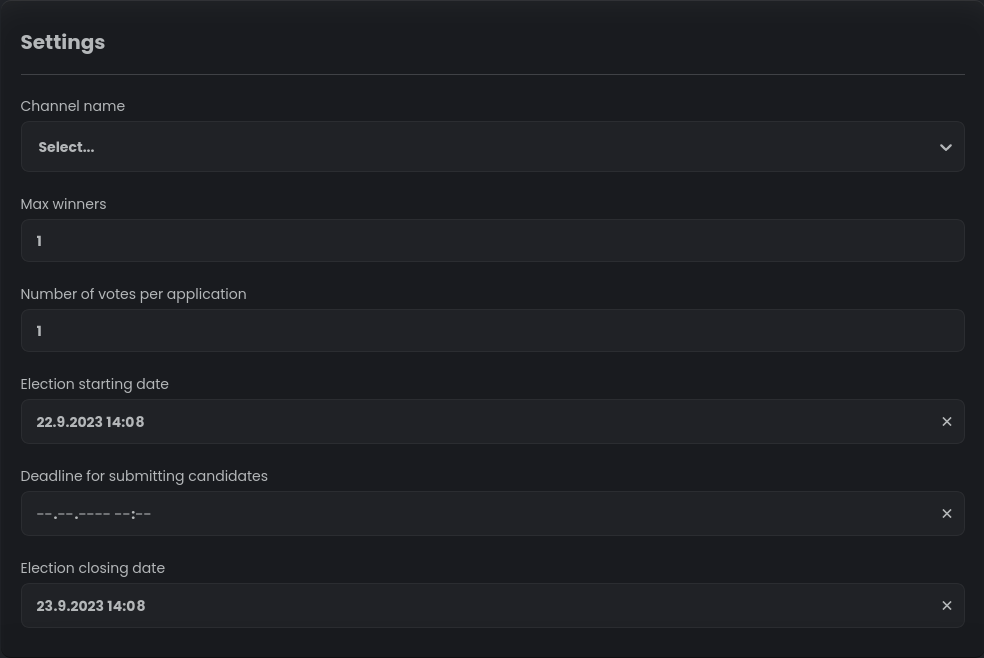 Settings
Channel name
Select...
Max winners
1
Number of votes per application
1
Election starting date
22.9.2023 14:08
Deadline for submitting candidates
--.--.---- --:--
Election closing date
23.9.2023 14:08